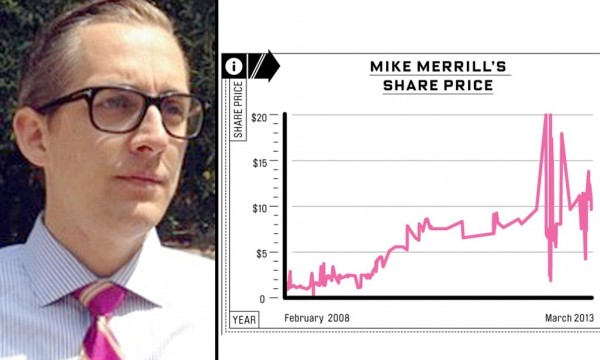 i
MIKE MERRILL'S
SHARE PRICE
SHARE PRICE
$20
$15
$10
$5
0
YEAR
February 2008
March 2013